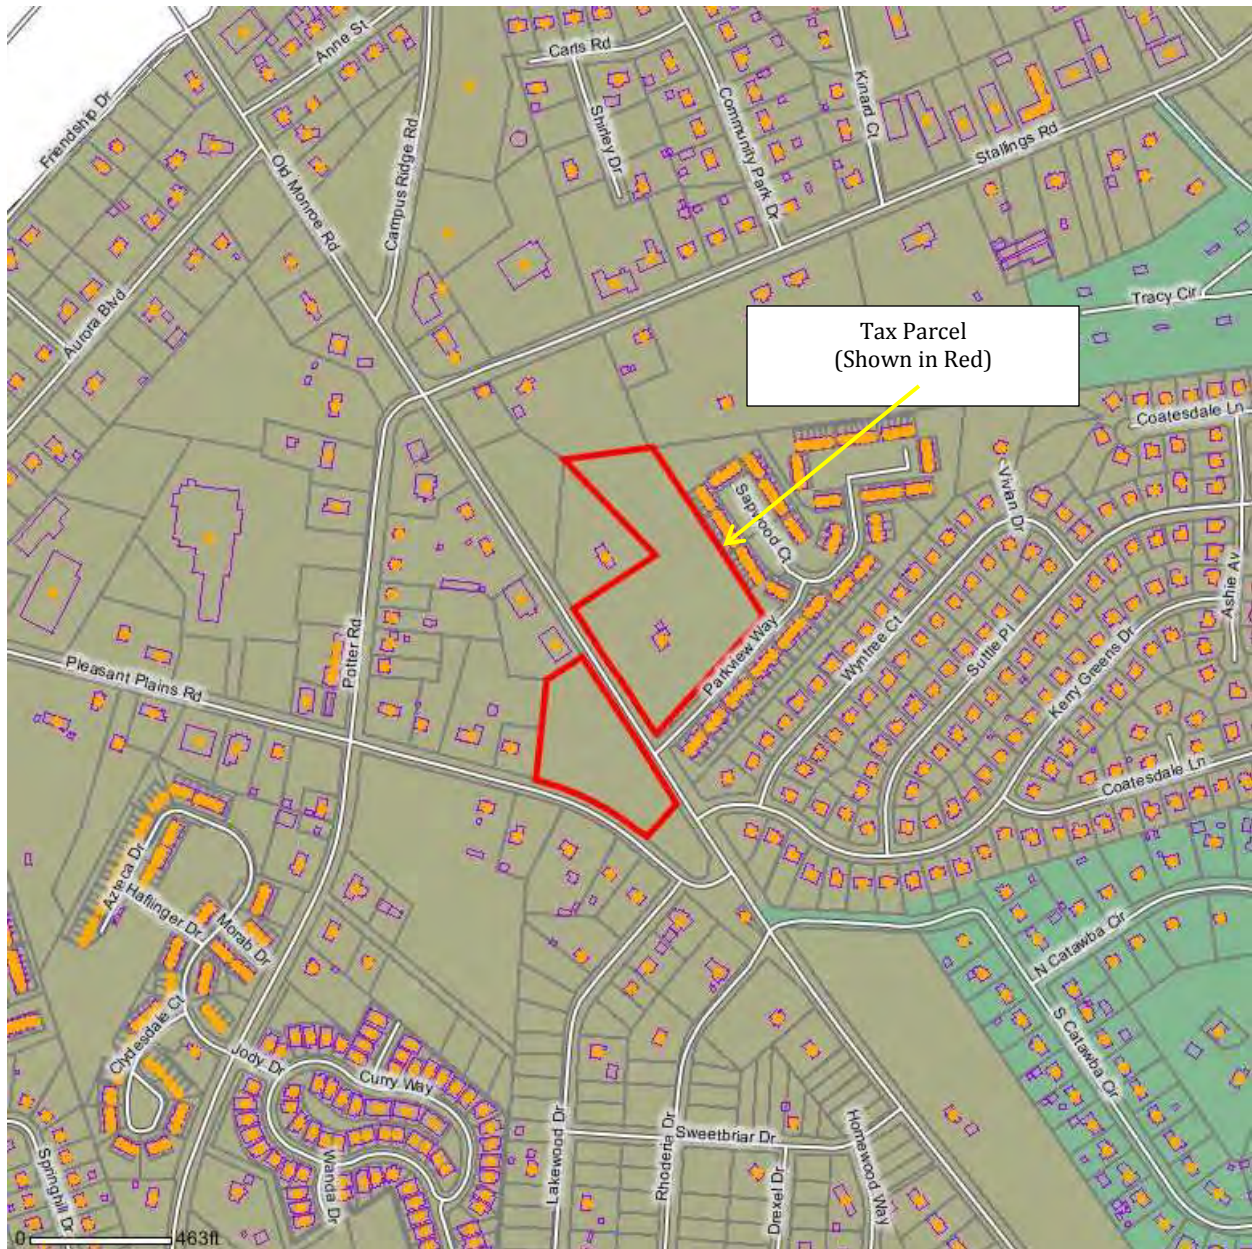 Anne St
Carls Rd
Friendship Dr
Shirley Dr
Community Park Dr
Kinard Ct
Stallings Rd
Old Monroe Rd
Campus Ridge Rd
Aurora Blvd
Tracy Cir
Tax Parcel
(Shown in Red)
Coatesdale Ln
Sapwood Ct
Vivian Dr
Ashie Av
Potter Rd
Pleasant Plains Rd
Parkview Way
Wyntree Ct
Suttle Pl
Kerry Greens Dr
Coatesdale Ln
Azteca Dr
Haflinger Dr
Morab Dr
N Catawba Cir
S Catawba Cir
Clydesdale Ct
Jody Dr
Curry Way
Lakewood Dr
Rhoderia Dr
Sweetbriar Dr
Homewood Way
Drexel Dr
Wanda Dr
Springhill Dr
0 463ft